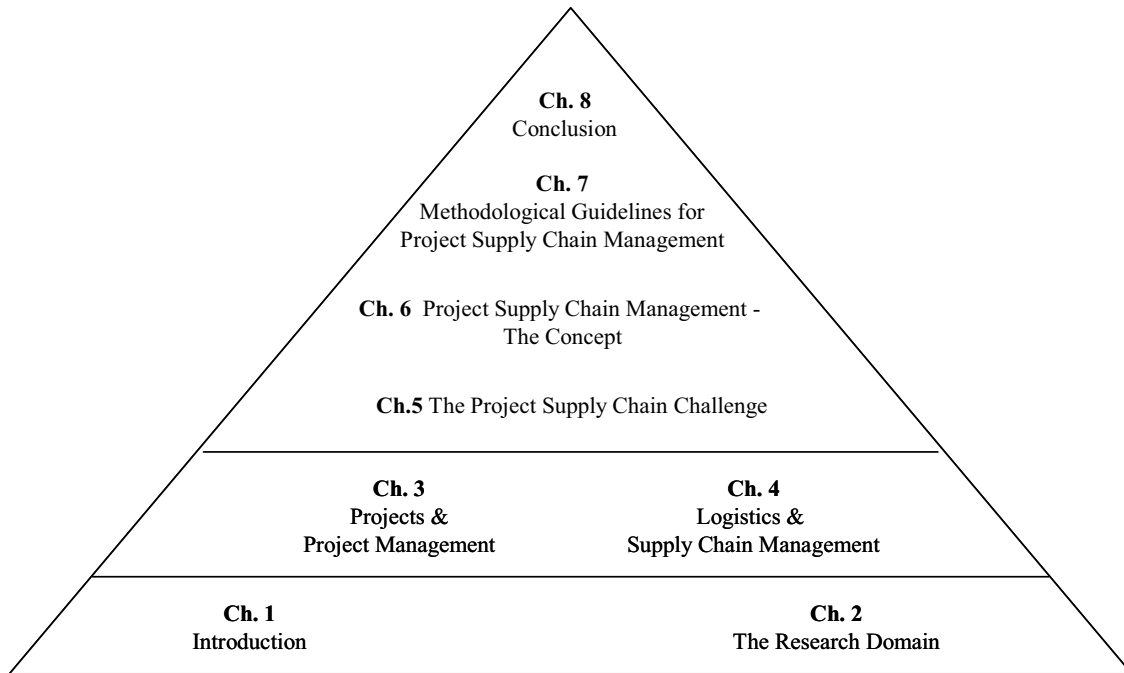 Ch. 8
Conclusion
Ch. 7
Methodological Guidelines for
Project Supply Chain Management
Ch. 6 Project Supply Chain Management -
The Concept
Ch.5 The Project Supply Chain Challenge
Ch. 3
Projects &
Project Management
Ch. 4
Logistics &
Supply Chain Management
Ch. 1
Introduction
Ch. 2
The Research Domain